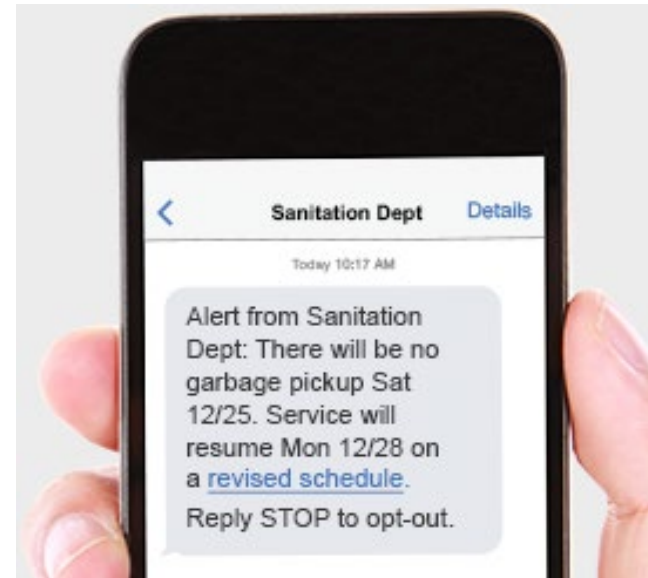 Sanitation Dept Details
Today 10:17 AM
Alert from Sanitation
Dept: There will be no
garbage pickup Sat
12/25. Service will
resume Mon 12/28 on
a revised schedule.
Reply STOP to opt-out.